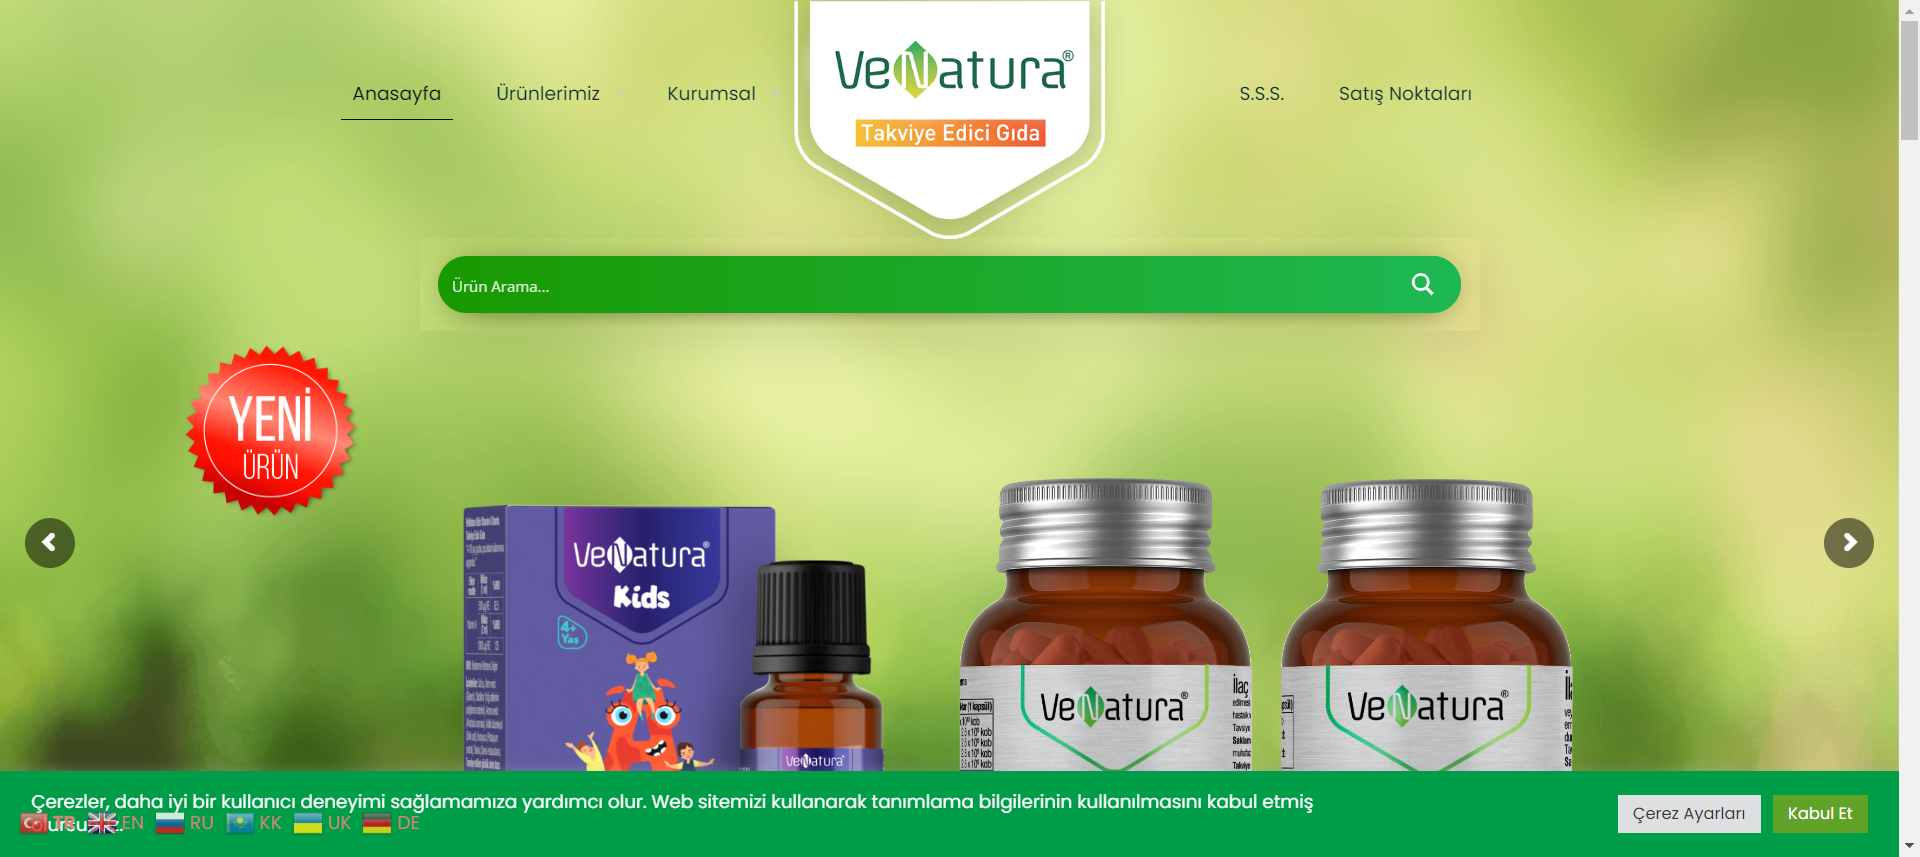 Anasayfa
Ürünlerimiz
Kurumsal
VeNatura®
Takviye Edici Gıda
S.S.S.
Satış Noktaları
Ürün Arama...
YENİ
ÜRÜN
VeNatura®
Kids
4+
Yaş
VeNatura®
VeNatura®
İlaç
VeNatura®
Çerezler, daha iyi bir kullanıcı deneyimi sağlamamıza yardımcı olur. Web sitemizi kullanarak tanımlama bilgilerinin kullanılmasını kabul etmiş
TR EN RU KK UK DE
Çerez Ayarları
Kabul Et